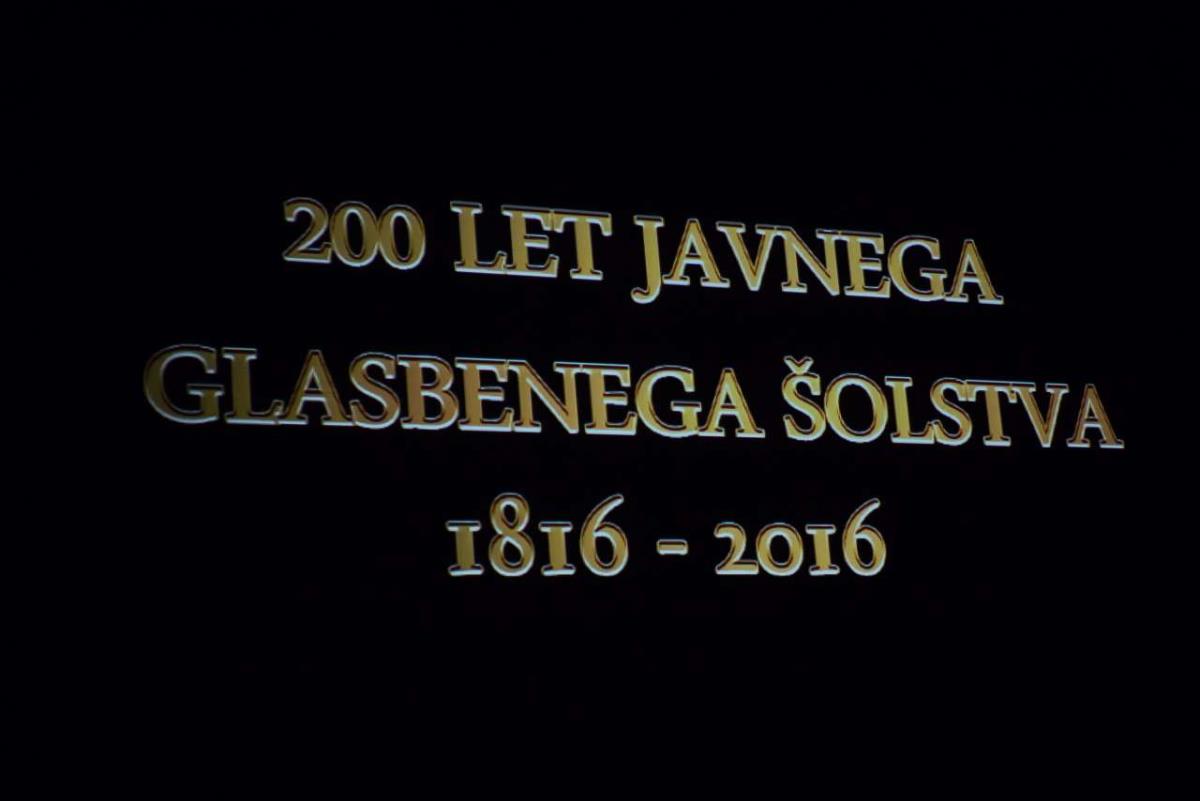 200 LET JAVNEGA
GLASBENEGA ŠOLSTVA
1816 - 2016